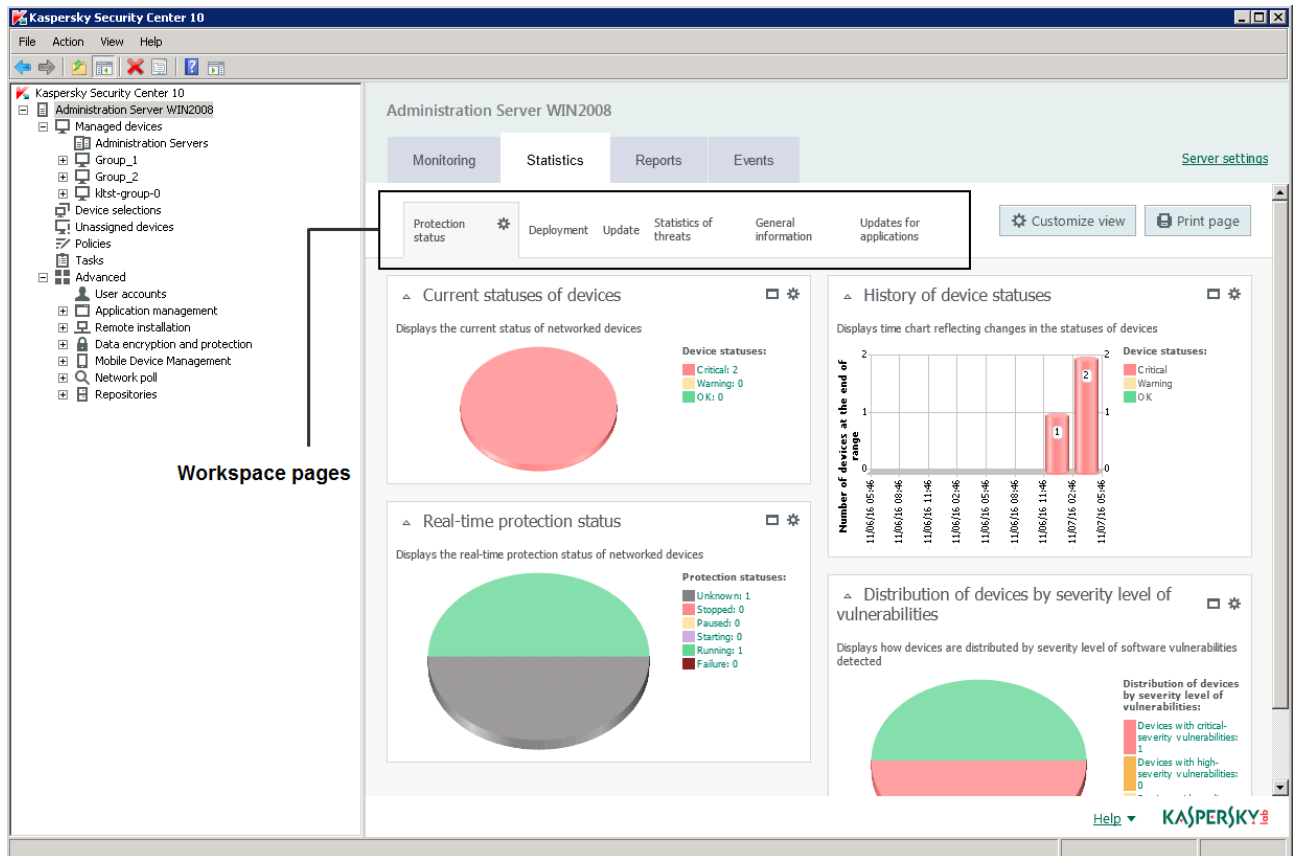 Kaspersky Security Center 10
File Action View Help
Kaspersky Security Center 10
Administration Server WIN2008
Managed devices
Administration Servers
Group_1
Group_2
kltst-group-0
Device selections
Unassigned devices
Policies
Tasks
Advanced
User accounts
Application management
Remote installation
Data encryption and protection
Mobile Device Management
Network poll
Repositories
Workspace pages
Administration Server WIN2008
Monitoring Statistics Reports Events
Server settings
Protection status
Deployment
Update
Statistics of threats
General information
Updates for applications
Customize view
Print page
Current statuses of devices
Displays the current status of networked devices
Device statuses:
Critical: 2
Warning: 0
OK: 0
History of device statuses
Displays time chart reflecting changes in the statuses of devices
Number of devices at the end of range
2
1
0
1
2
2
1
0
11/06/16 05:46
11/06/16 08:46
11/06/16 11:46
11/06/16 02:46
11/06/16 05:46
11/06/16 08:46
11/06/16 11:46
11/07/16 02:46
11/07/16 05:46
Device statuses:
Critical
Warning
OK
Real-time protection status
Displays the real-time protection status of networked devices
Protection statuses:
Unknown: 1
Stopped: 0
Paused: 0
Starting: 0
Running: 1
Failure: 0
Distribution of devices by severity level of
vulnerabilities
Displays how devices are distributed by severity level of software vulnerabilities
detected
Distribution of devices
by severity level of
vulnerabilities:
Devices with critical-
severity vulnerabilities:
1
Devices with high-
severity vulnerabilities:
0
Help
KASPERSKY lab